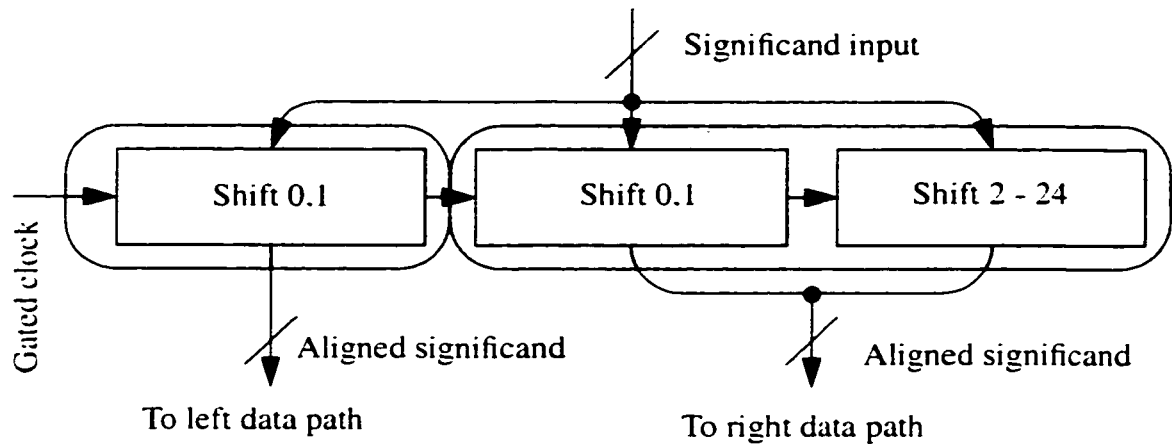 Significand input
Shift 0.1
Shift 0.1
Shift 2 - 24
Gated clock
Aligned significand
Aligned significand
To left data path
To right data path